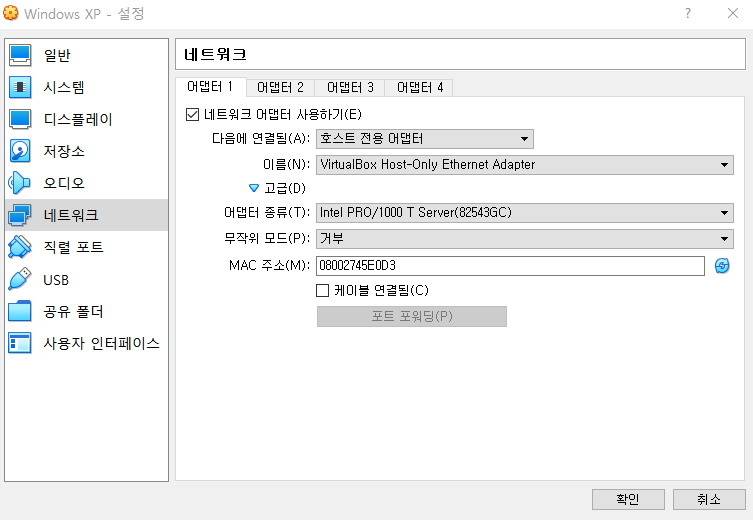 Windows XP - 설정
?
일반
시스템
디스플레이
저장소
오디오
네트워크
직렬 포트
USB
공유 폴더
사용자 인터페이스
네트워크
어댑터 1 어댑터 2 어댑터 3 어댑터 4
네트워크 어댑터 사용하기(E)
다음에 연결됨(A): 호스트 전용 어댑터
이름(N): VirtualBox Host-Only Ethernet Adapter
고급(D)
어댑터 종류(T): Intel PRO/1000 T Server(82543GC)
무작위 모드(P): 거부
MAC 주소(M): 08002745E0D3
케이블 연결됨(C)
포트 포워딩(P)
확인 취소